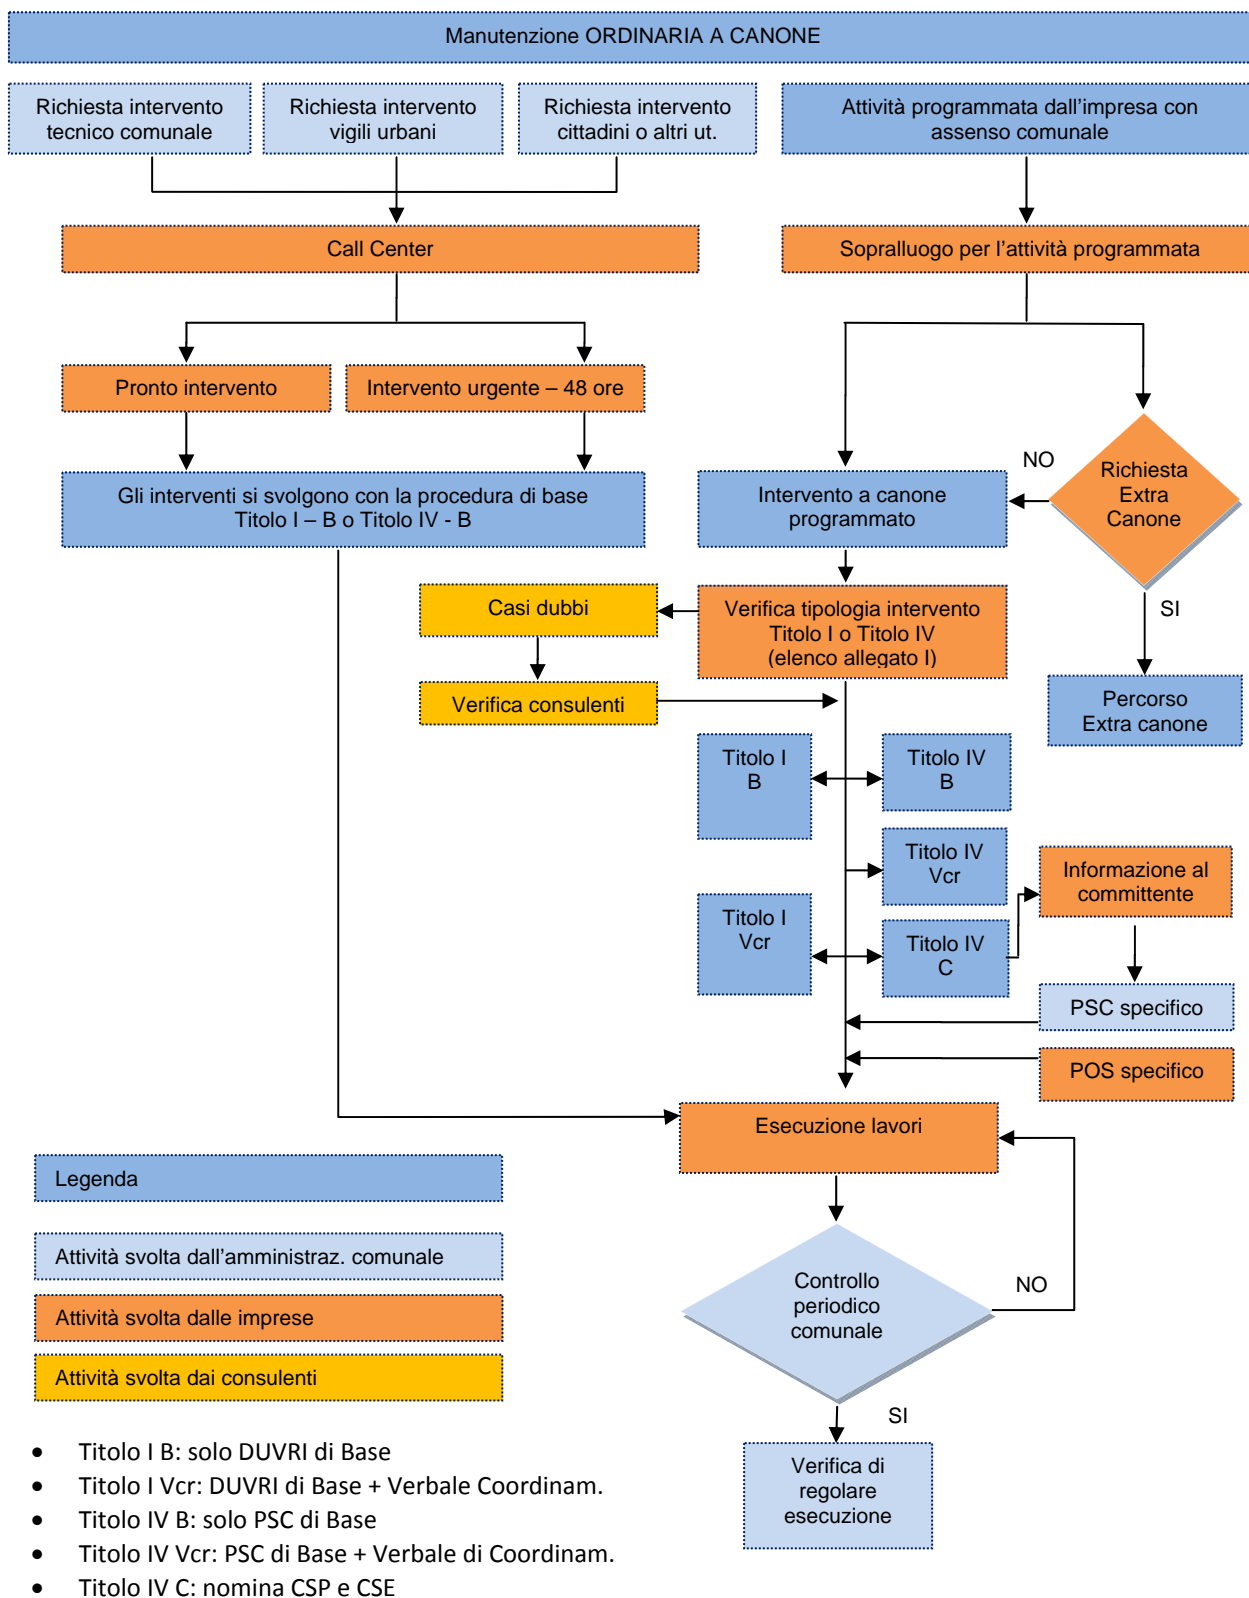 Manutenzione ORDINARIA A CANONE
Richiesta intervento
tecnico comunale
Richiesta intervento
vigili urbani
Richiesta intervento
cittadini o altri ut.
Attività programmata dall'impresa con
assenso comunale
Call Center
Sopralluogo per l'attività programmata
Pronto intervento
Intervento urgente – 48 ore
Gli interventi si svolgono con la procedura di base
Titolo I – B o Titolo IV - B
Intervento a canone
programmato
NO
Richiesta
Extra
Canone
SI
Casi dubbi
Verifica tipologia intervento
Titolo I o Titolo IV
(elenco allegato I)
Verifica consulenti
Percorso
Extra canone
Titolo I
B
Titolo IV
B
Titolo IV
Vcr
Titolo I
Vcr
Titolo IV
C
Informazione al
committente
PSC specifico
POS specifico
Esecuzione lavori
Controllo
periodico
comunale
NO
SI
Verifica di
regolare
esecuzione
Legenda
Attività svolta dall'amministraz. comunale
Attività svolta dalle imprese
Attività svolta dai consulenti
• Titolo I B: solo DUVRI di Base
• Titolo I Vcr: DUVRI di Base + Verbale Coordinam.
• Titolo IV B: solo PSC di Base
• Titolo IV Vcr: PSC di Base + Verbale di Coordinam.
• Titolo IV C: nomina CSP e CSE